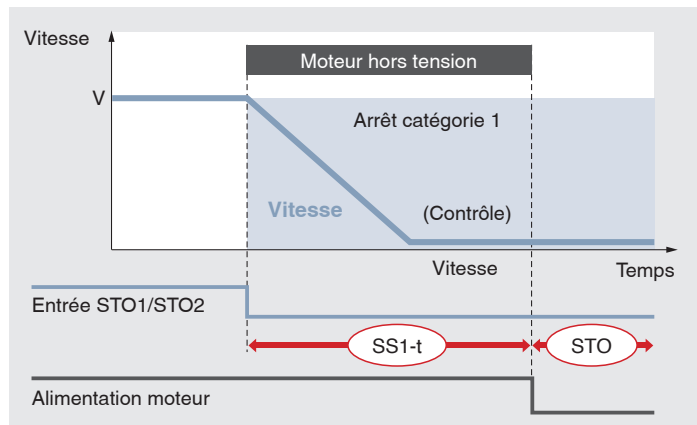 Vitesse
Moteur hors tension
V
Arrêt catégorie 1
Vitesse
(Contrôle)
Vitesse
Temps
Entrée STO1/STO2
SS1-t
STO
Alimentation moteur